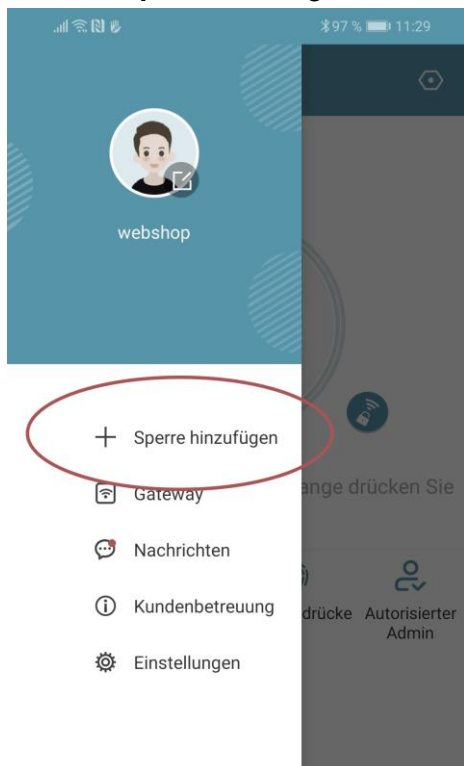 97 % 11:29
webshop
Sperre hinzufügen
Gateway
ange drücken Sie
Nachrichten
Kundenbetreuung
drücke Autorisierter
Admin
Einstellungen